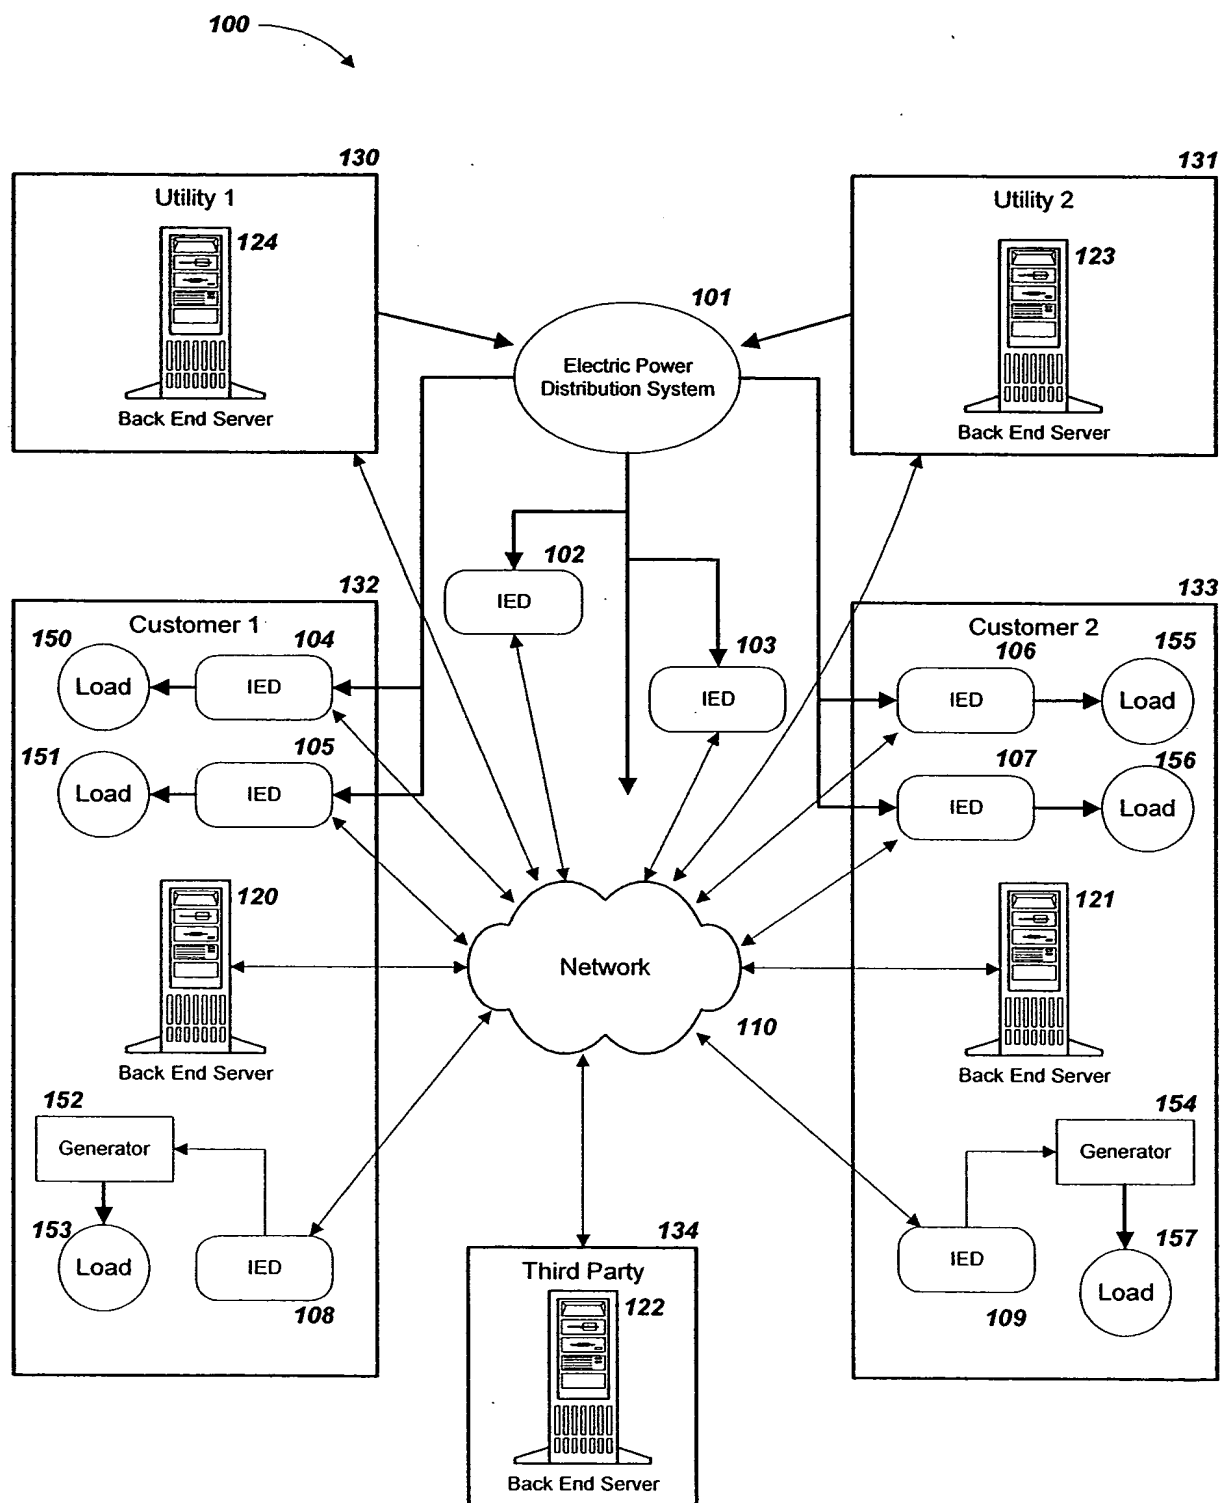 100
130
Utility 1
124
Back End Server
131
Utility 2
123
Back End Server
101
Electric Power
Distribution System
102
IED
103
IED
132
Customer 1
150
Load
104
IED
151
Load
105
IED
120
Back End Server
152
Generator
153
Load
IED
108
133
Customer 2
106
IED
155
Load
107
IED
156
Load
121
Back End Server
154
Generator
IED
109
157
Load
Network
110
134
Third Party
122
Back End Server